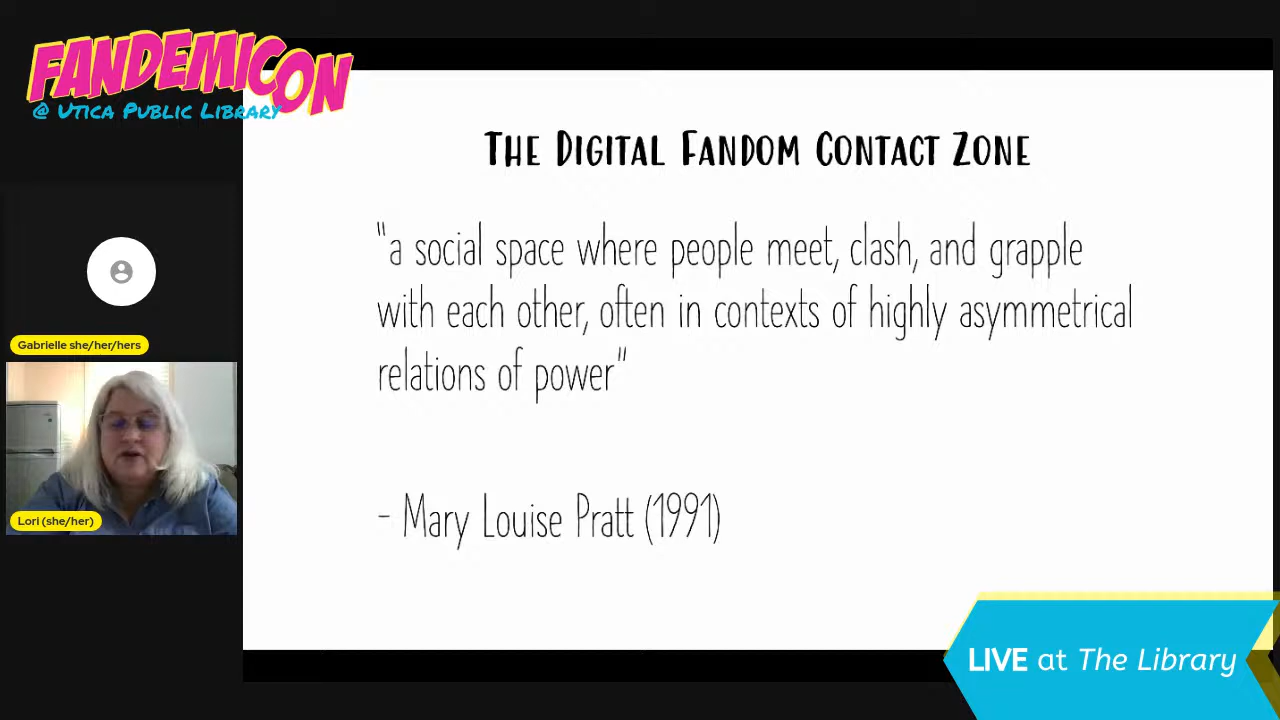 FANDEMICON
@ UTICA PUBLIC LIBRARY
THE DIGITAL FANDOM CONTACT ZONE
"a social space where people meet, clash, and grapple
with each other, often in contexts of highly asymmetrical
relations of power"
- Mary Louise Pratt (1991)
Gabrielle she/her/hers
Lori (she/her)
LIVE at The Library